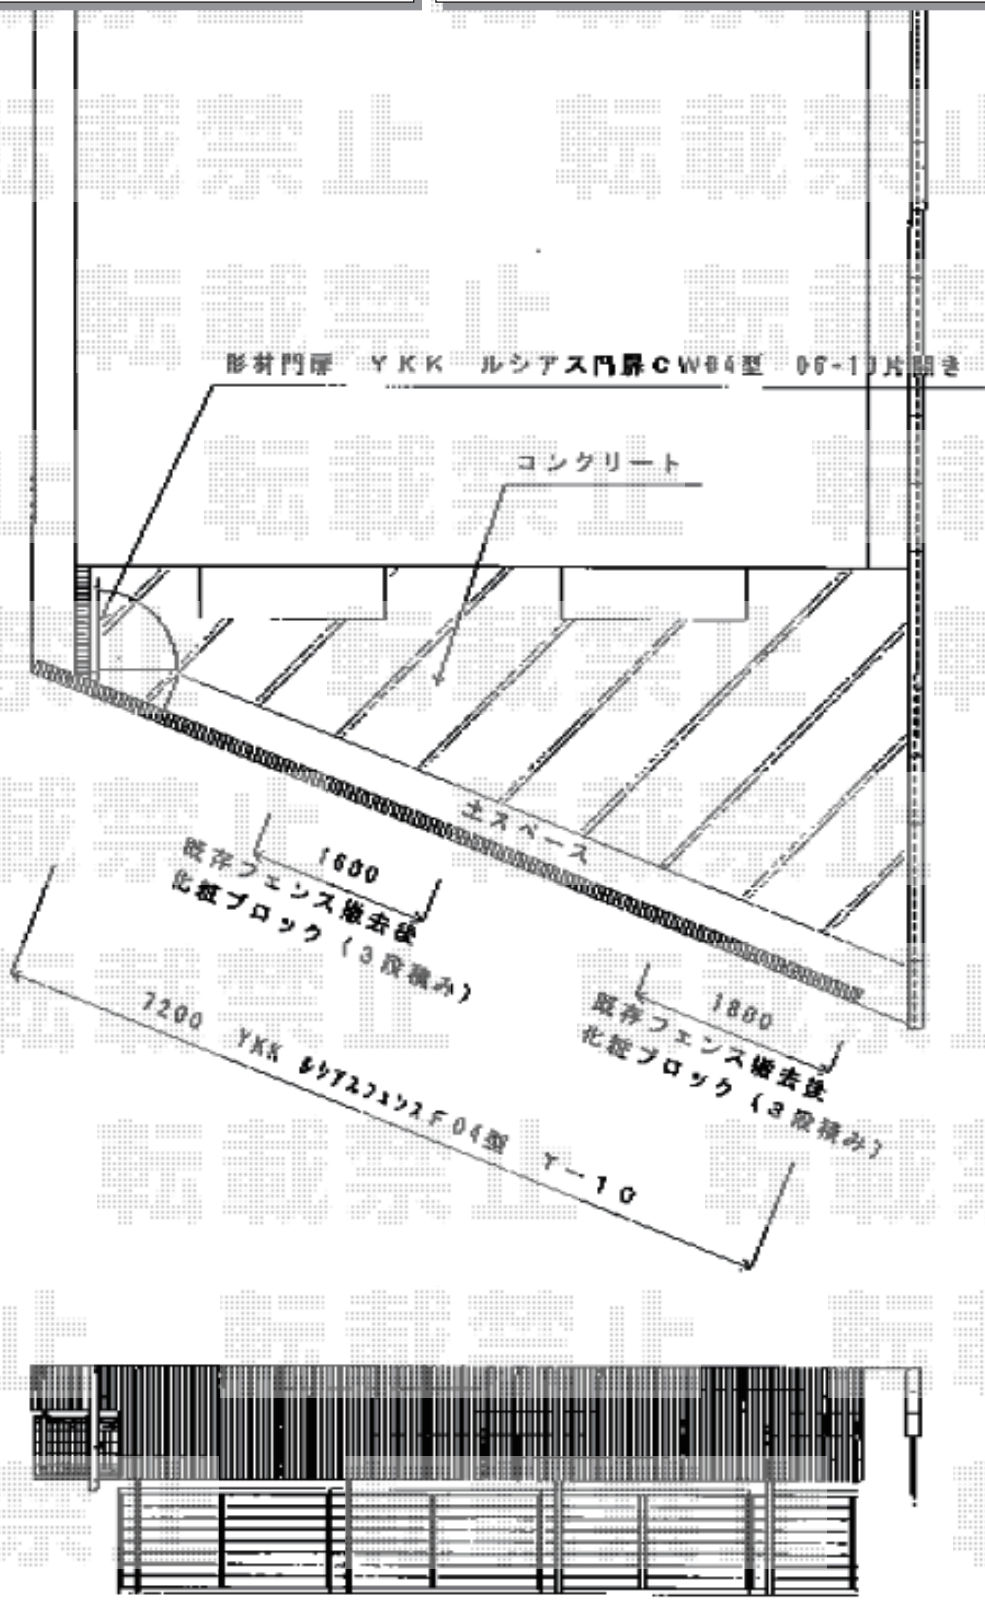 形材門扉 YKK ルシアス門扉CW04型 06-10片開き
コンクリート
土スペース
1600
既存フェンス撤去後
化粧ブロック(3段積み)
1800
既存フェンス撤去後
化粧ブロック(3段積み)
7200 YKK ルシアスフェンスF04型 T-10
転載禁止